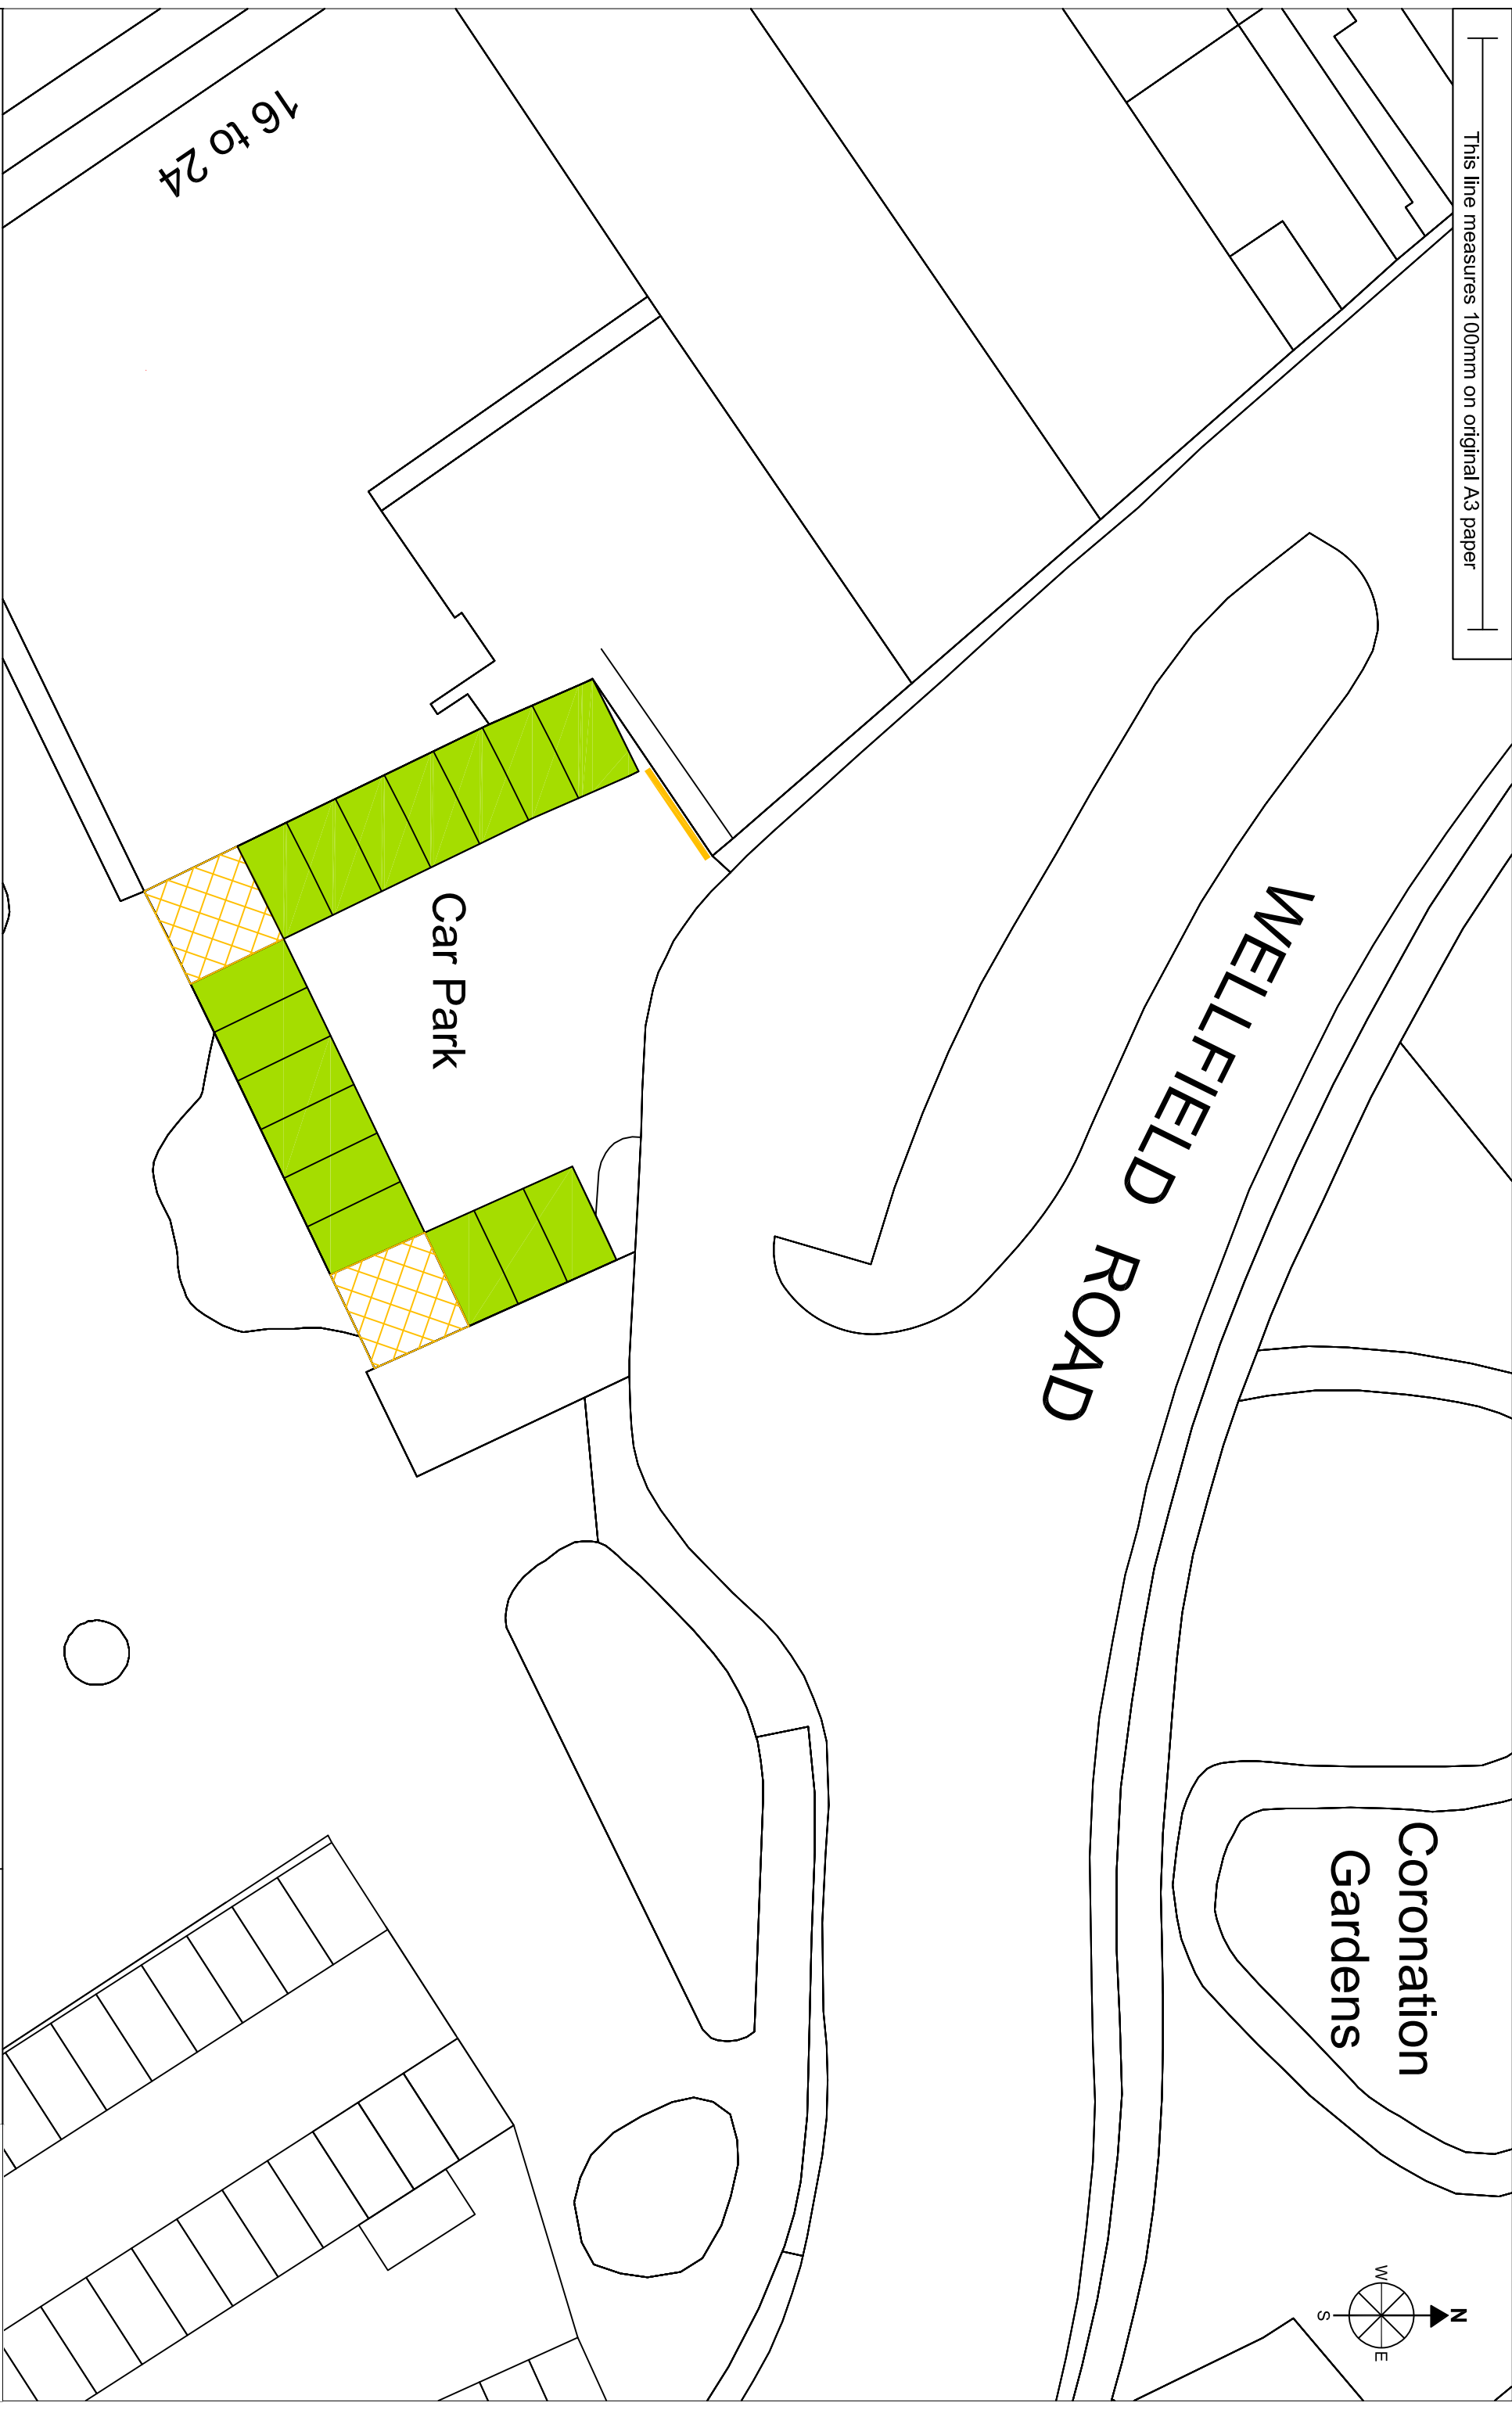 This line measures 100mm on original A3 paper
16 to 24
WELLFIELD ROAD
Car Park
Coronation
Gardens
N
W
E
S